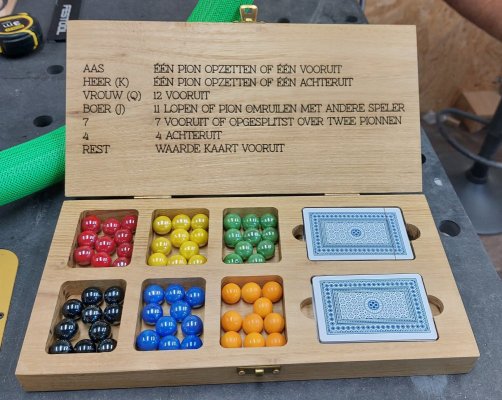 FESTOOL
AAS ÉÉN PION OPZETTEN OF ÉÉN VOORUIT
HEER (K) ÉÉN PION OPZETTEN OF ÉÉN ACHTERUIT
VROUW (Q) 12 VOORUIT
BOER (J) 11 LOPEN OF PION OMRUILEN MET ANDERE SPELER
7 7 VOORUIT OF OPGESPLITST OVER TWEE PIONNEN
4 4 ACHTERUIT
REST WAARDE KAART VOORUIT